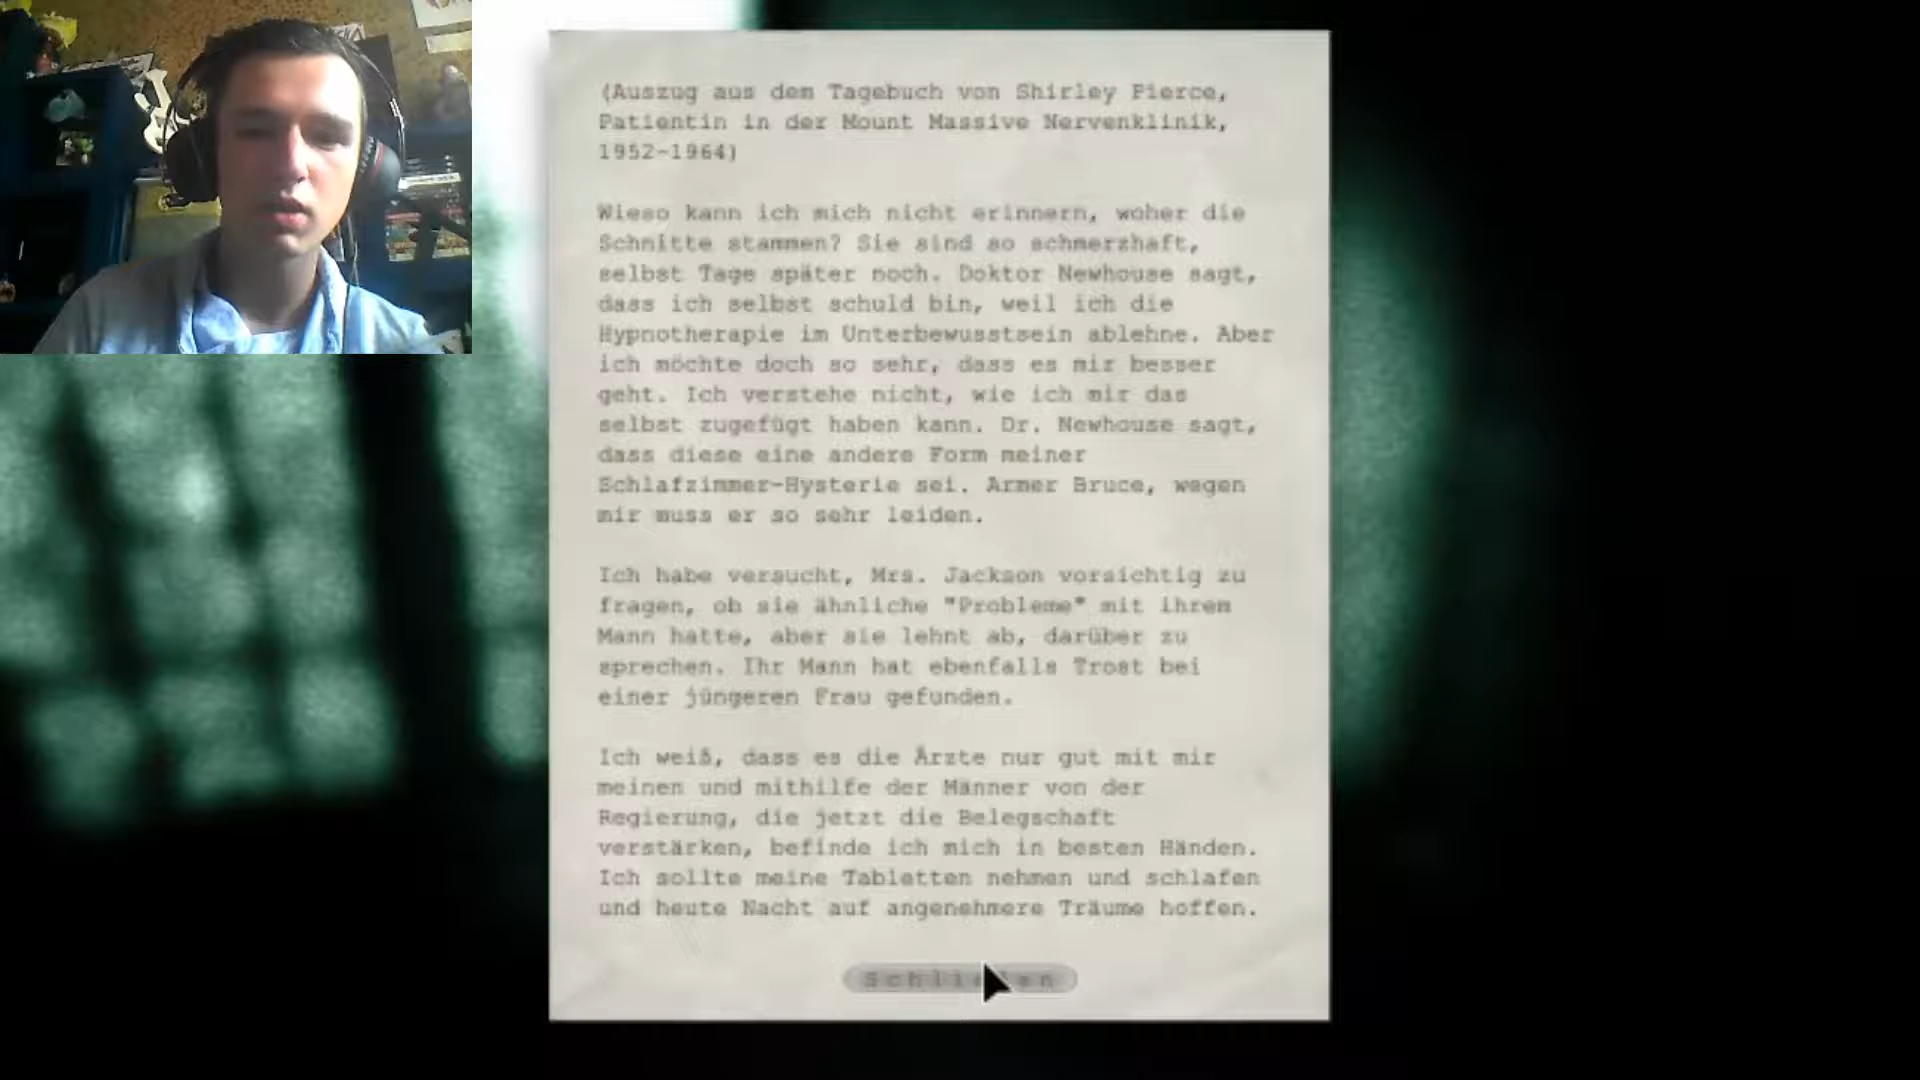 (Auszug aus dem Tagebuch von Shirley Pierce,
Patientin in der Mount Massive Nervenklinik,
1952-1964)
Wieso kann ich mich nicht erinnern, woher die
Schnitte stammen? Sie sind so schmerzhaft,
selbst Tage später noch. Doktor Newhouse sagt,
dass ich selbst schuld bin, weil ich die
Hypnotherapie im Unterbewusstsein ablehne. Aber
ich möchte doch so sehr, dass es mir besser
geht. Ich verstehe nicht, wie ich mir das
selbst zugefügt haben kann. Dr. Newhouse sagt,
dass diese eine andere Form meiner
Schlafzimmer-Hysterie sei. Armer Bruce, wegen
mir muss er so sehr leiden.
Ich habe versucht, Mrs. Jackson vorsichtig zu
fragen, ob sie ähnliche "Probleme" mit ihrem
Mann hatte, aber sie lehnt ab, darüber zu
sprechen. Ihr Mann hat ebenfalls Trost bei
einer jüngeren Frau gefunden.
Ich weiß, dass es die Ärzte nur gut mit mir
meinen und mithilfe der Männer von der
Regierung, die jetzt die Belegschaft
verstärken, befinde ich mich in besten Händen.
Ich sollte meine Tabletten nehmen und schlafen
und heute Nacht auf angenehmere Träume hoffen.
Schließen